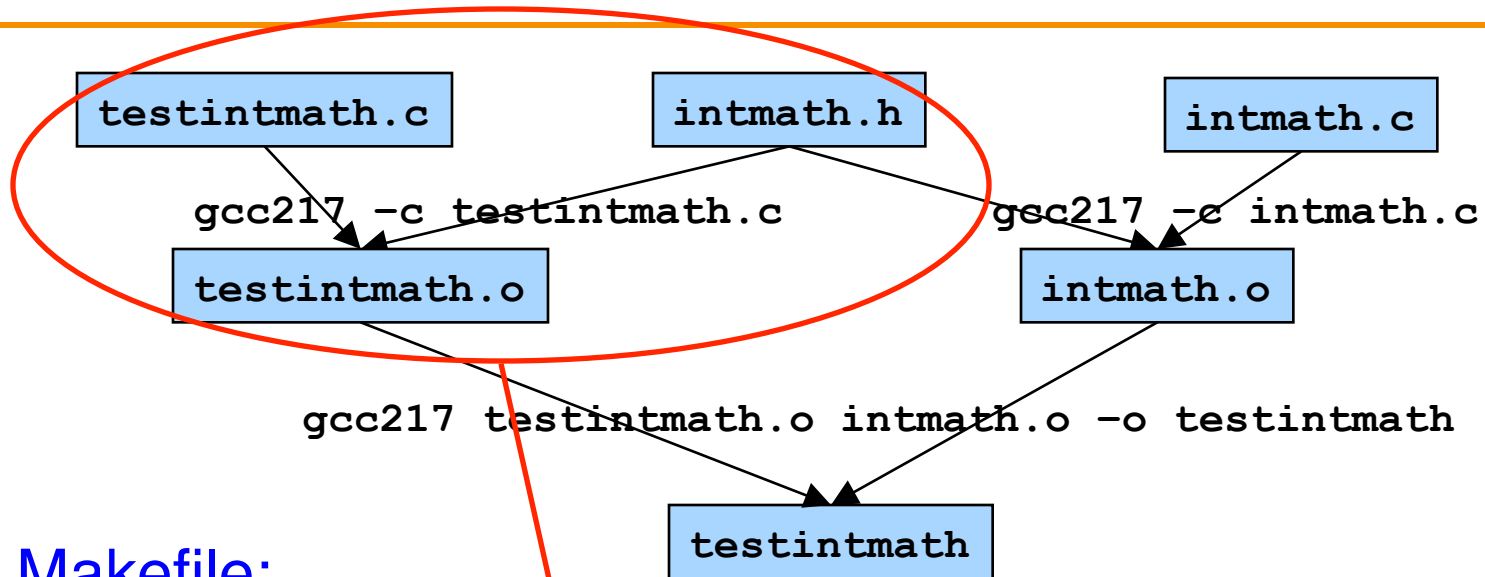 testintmath.c
intmath.h
intmath.c
gcc217 –c testintmath.c
gcc217 –c intmath.c
testintmath.o
intmath.o
gcc217 testintmath.o intmath.o –o testintmath
testintmath
Makefile: